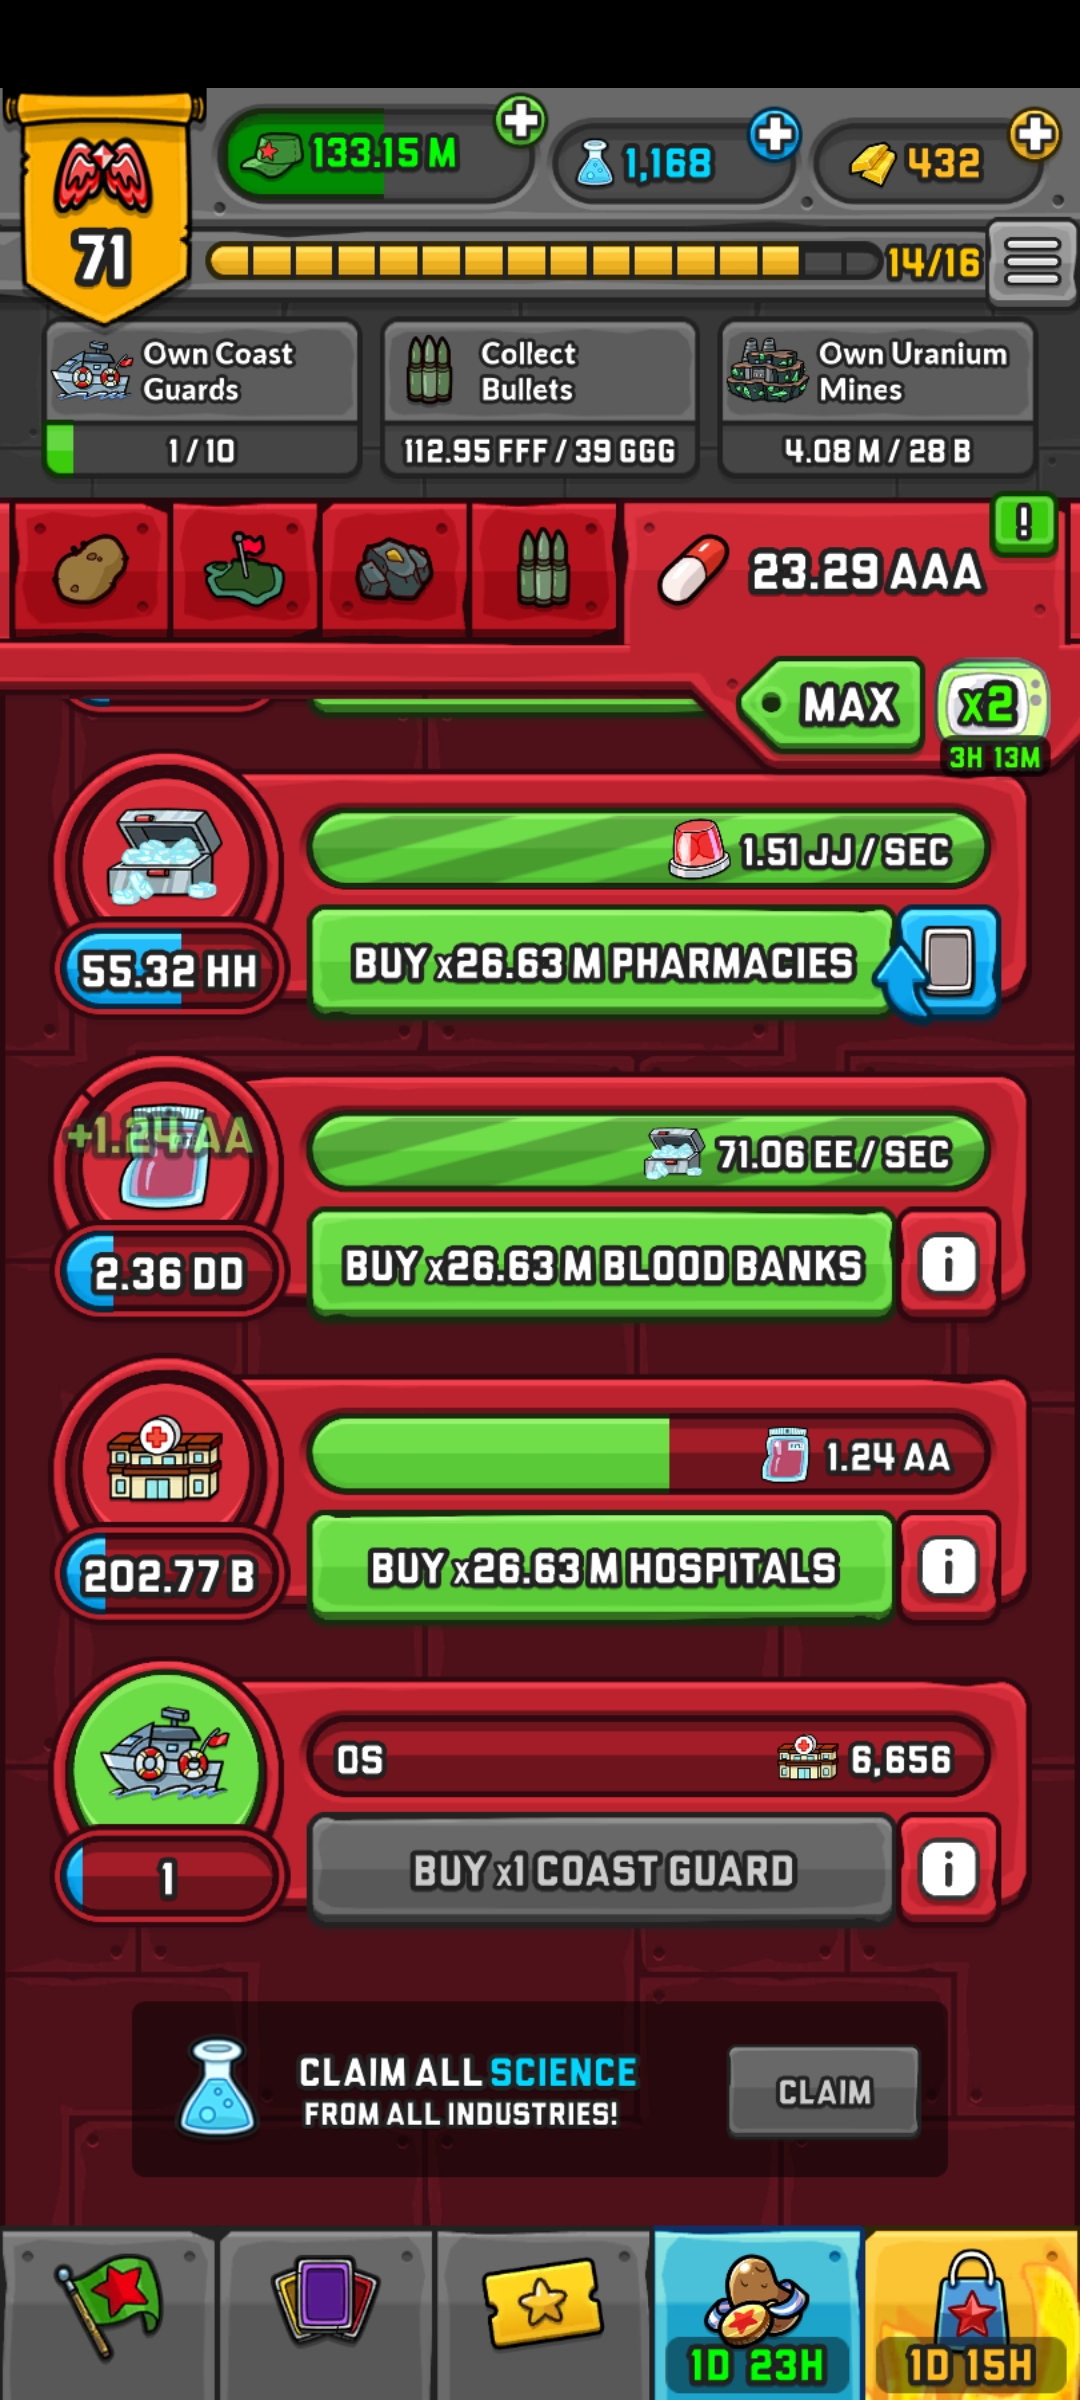 133.15 M
1,168
432
71
14/16
Own Coast
Guards
1 / 10
Collect
Bullets
112.95 FFF / 39 GGG
Own Uranium
Mines
4.08 M / 28 B
!
23.29 AAA
MAX
x2
3H 13M
1.51 JJ / SEC
55.32 HH
BUY x26.63 M PHARMACIES
+1.24 AA
71.06 EE / SEC
2.36 DD
BUY x26.63 M BLOOD BANKS
i
1.24 AA
202.77 B
BUY x26.63 M HOSPITALS
i
0S
6,656
1
BUY x1 COAST GUARD
i
CLAIM ALL SCIENCE
FROM ALL INDUSTRIES!
CLAIM
1D 23H
1D 15H